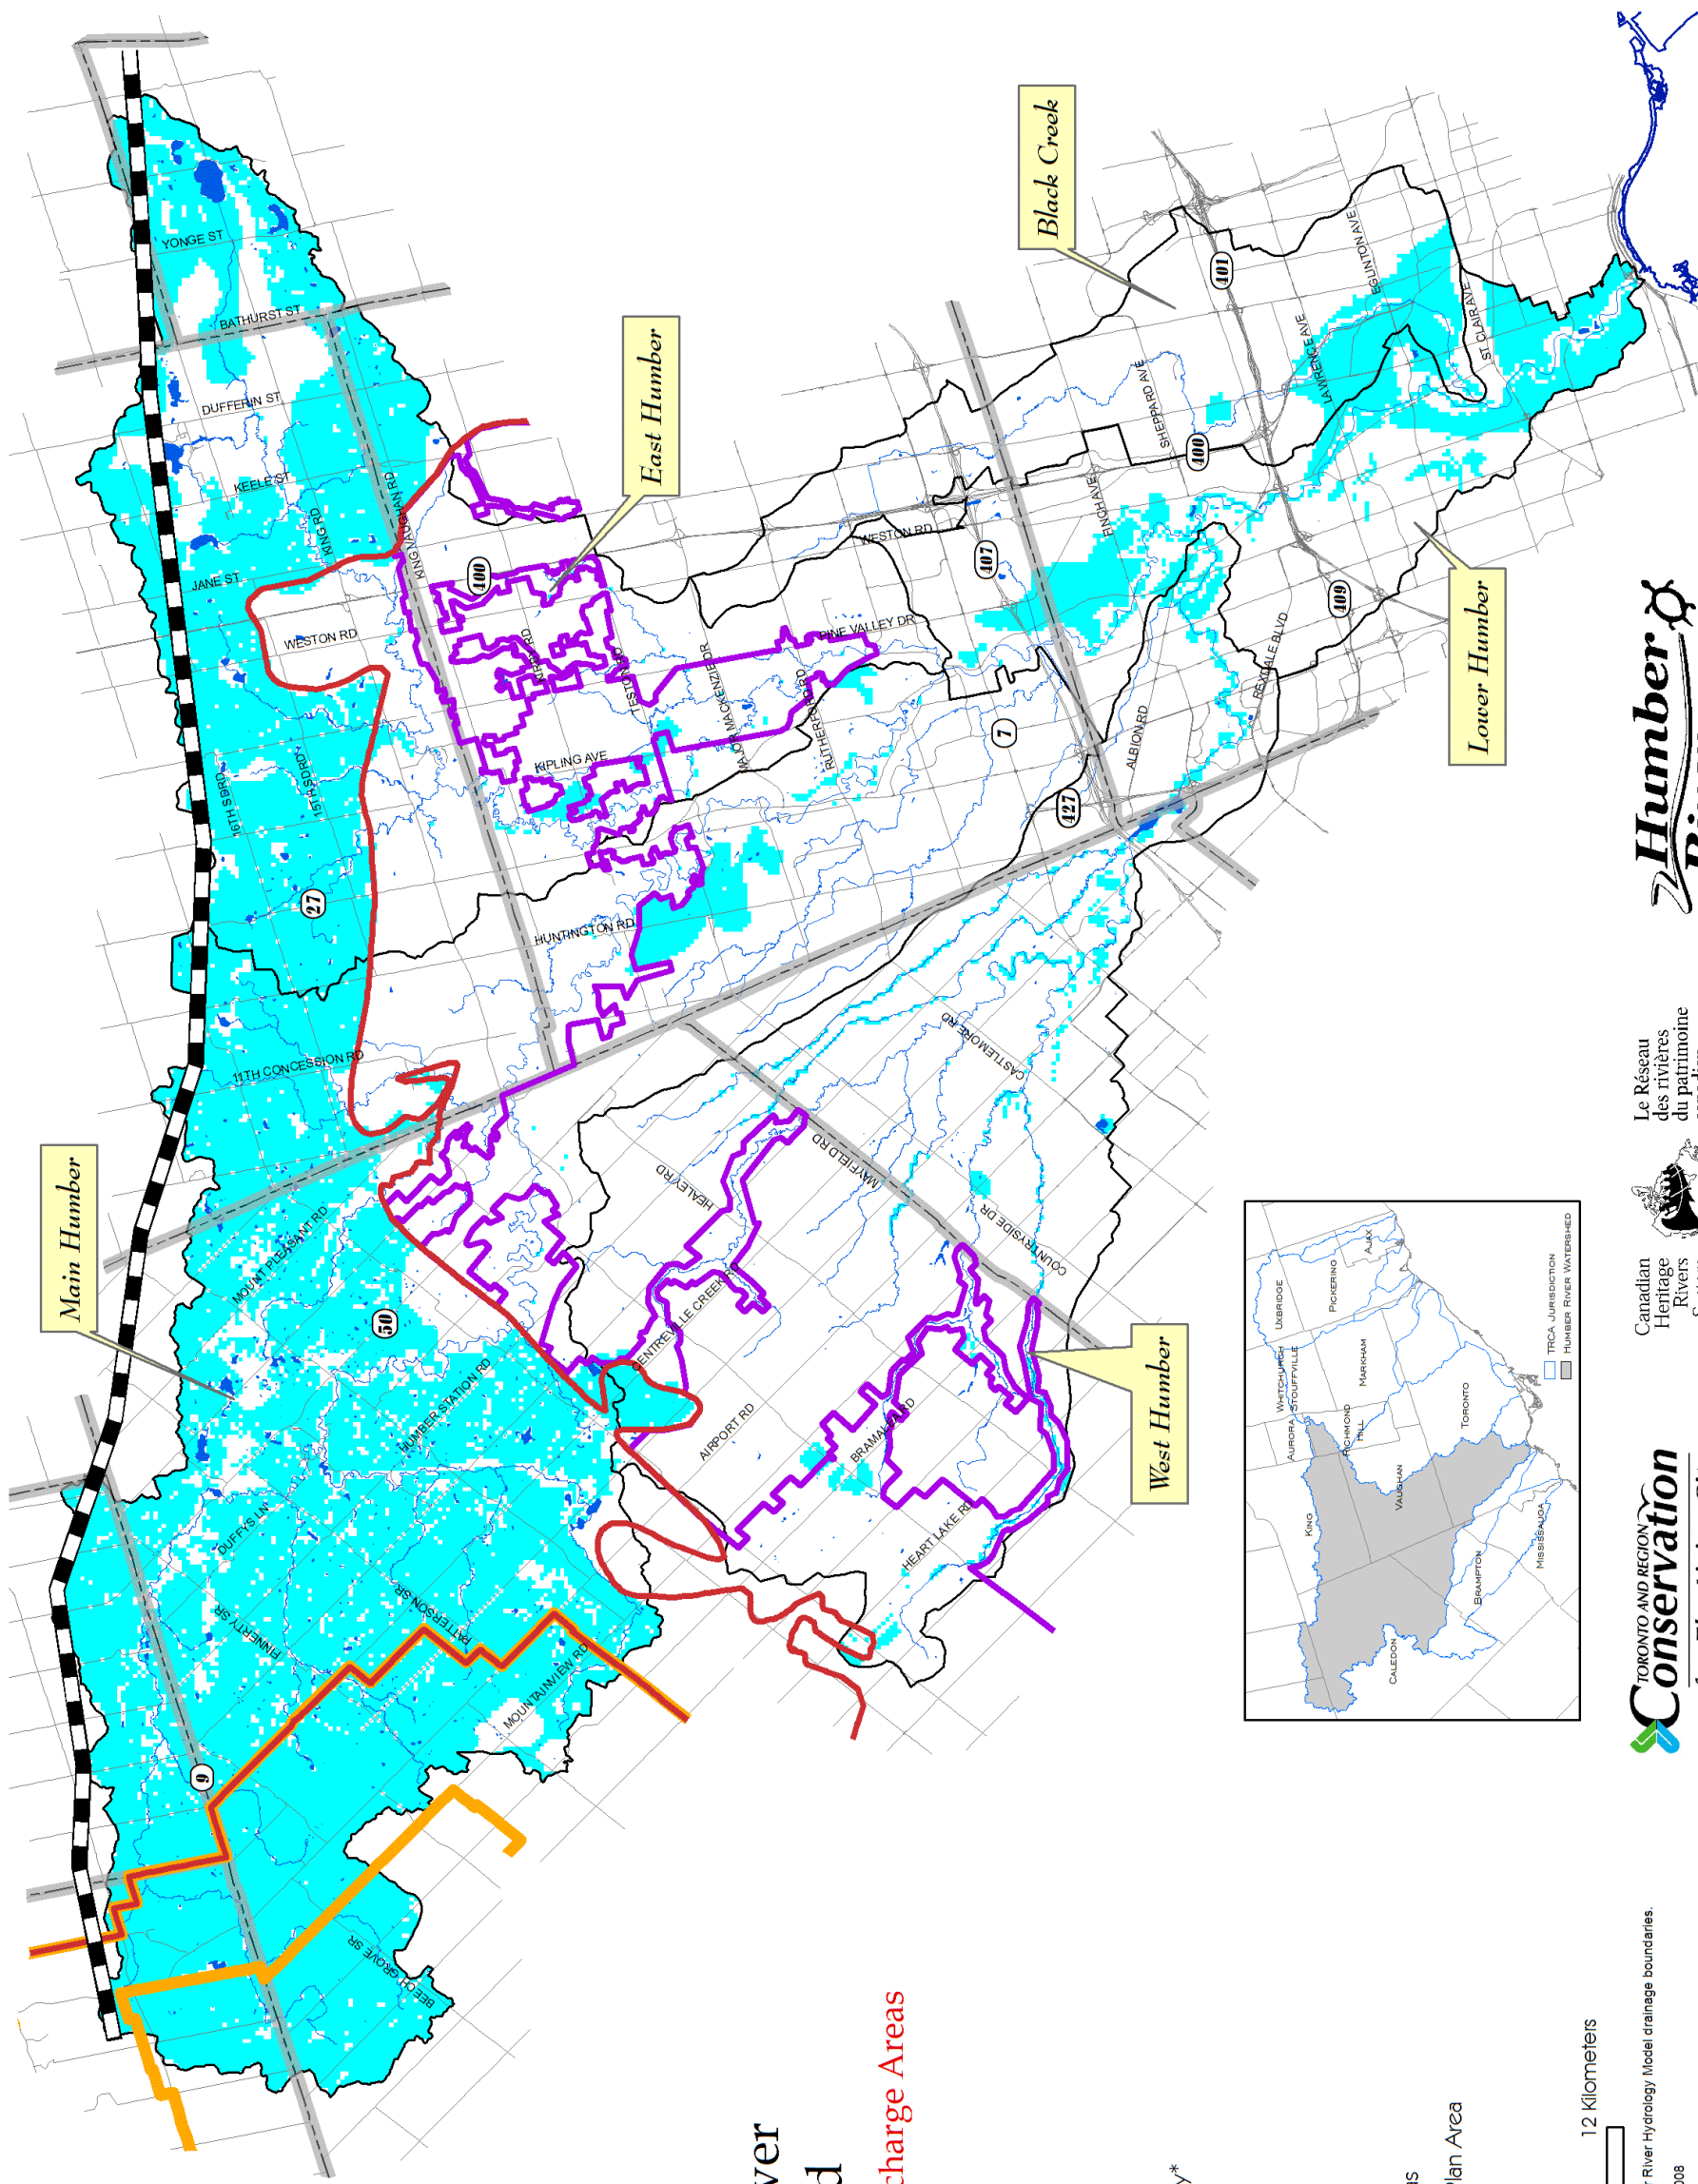 Main Humber
East Humber
Black Creek
West Humber
Lower Humber
YONGE ST
BATHURST ST
DUFFERIN ST
KEELE ST
KING RD
JANE ST
KING VAUGHAN RD
WESTON RD
400
16TH SDRD
15TH SDRD
27
11TH CONCESSION RD
KIRBY RD
TESTON RD
KIPLING AVE
MAJOR MACKENZIE DR
RUTHERFORD RD
PINE VALLEY DR
HUNTINGTON RD
WESTON RD
407
7
427
FINCH AVE
SHEPPARD AVE
400
401
LAWRENCE AVE
EGLINTON AVE
ST CLAIR AVE
409
REXDALE BLVD
ALBION RD
MOUNT PLEASANT RD
50
HUMBER STATION RD
DUFFYS LN
FINNERTY SR
PATTERSON SR
MOUNTAINVIEW RD
9
BEECH GROVE SR
HEALEY RD
CENTREVILLE CREEK RD
AIRPORT RD
BRAMALEA RD
HEART LAKE RD
MAYFIELD RD
COUNTRYSIDE DR
CASTLEMORE RD
ver
d
charge Areas
y*
as
Plan Area
12 Kilometers
r River Hydrology Model drainage boundaries.
008
KING
AURORA
WHITCHURCH
STOUFFVILLE
UXBRIDGE
RICHMOND
HILL
MARKHAM
PICKERING
AJAX
VAUGHAN
TORONTO
CALEDON
BRAMPTON
MISSISSAUGA
TRCA JURISDICTION
HUMBER RIVER WATERSHED
TORONTO AND REGION
Conservation
Canadian
Heritage
Rivers
Le Réseau
des rivières
du patrimoine
Humber